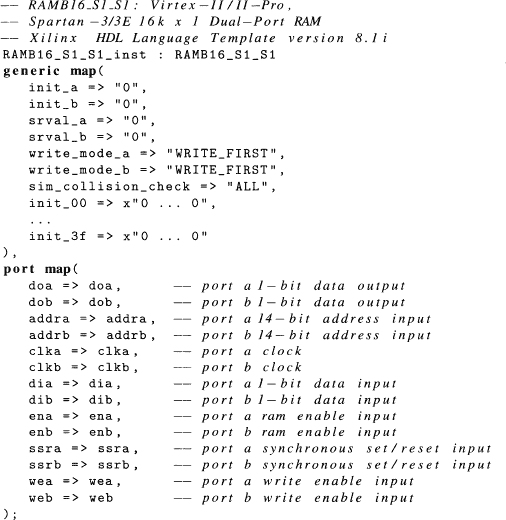 -- RAMB16_S1_S1: Virtex-II/II-Pro,
-- Spartan-3/3E 16k x 1 Dual-Port RAM
-- Xilinx HDL Language Template version 8.1i
RAMB16_S1_S1_inst : RAMB16_S1_S1
generic map(
init_a => "0",
init_b => "0",
srval_a => "0",
srval_b => "0",
write_mode_a => "WRITE_FIRST",
write_mode_b => "WRITE_FIRST",
sim_collision_check => "ALL",
init_00 => x"0 ... 0",
...
init_3f => x"0 ... 0"
),
port map(
doa => doa, -- port a 1-bit data output
dob => dob, -- port b 1-bit data output
addra => addra, -- port a 14-bit address input
addrb => addrb, -- port b 14-bit address input
clka => clka, -- port a clock
clkb => clkb, -- port b clock
dia => dia, -- port a 1-bit data input
dib => dib, -- port b 1-bit data input
ena => ena, -- port a ram enable input
enb => enb, -- port b ram enable input
ssra => ssra, -- port a synchronous set/reset input
ssrb => ssrb, -- port b synchronous set/reset input
wea => wea, -- port a write enable input
web => web -- port b write enable input
);